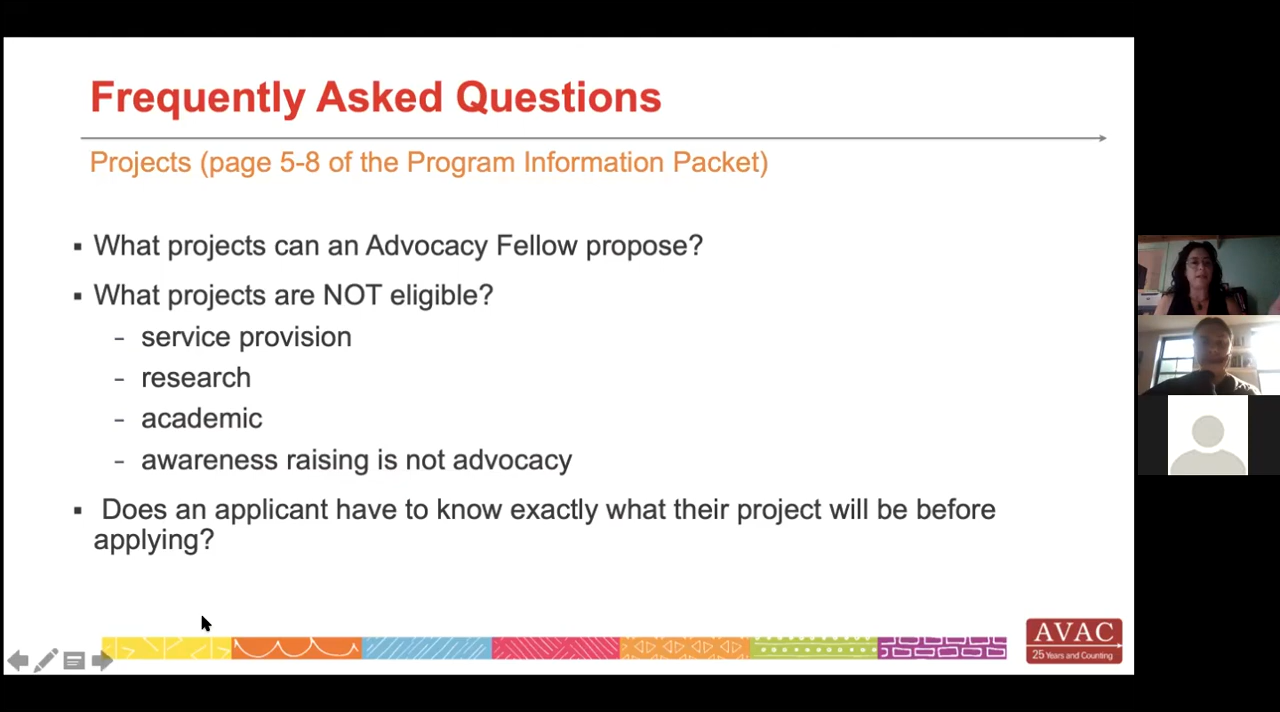 Frequently Asked Questions
Projects (page 5-8 of the Program Information Packet)
▪ What projects can an Advocacy Fellow propose?
▪ What projects are NOT eligible?
- service provision
- research
- academic
- awareness raising is not advocacy
▪ Does an applicant have to know exactly what their project will be before
applying?
AVAC
25 Years and Counting